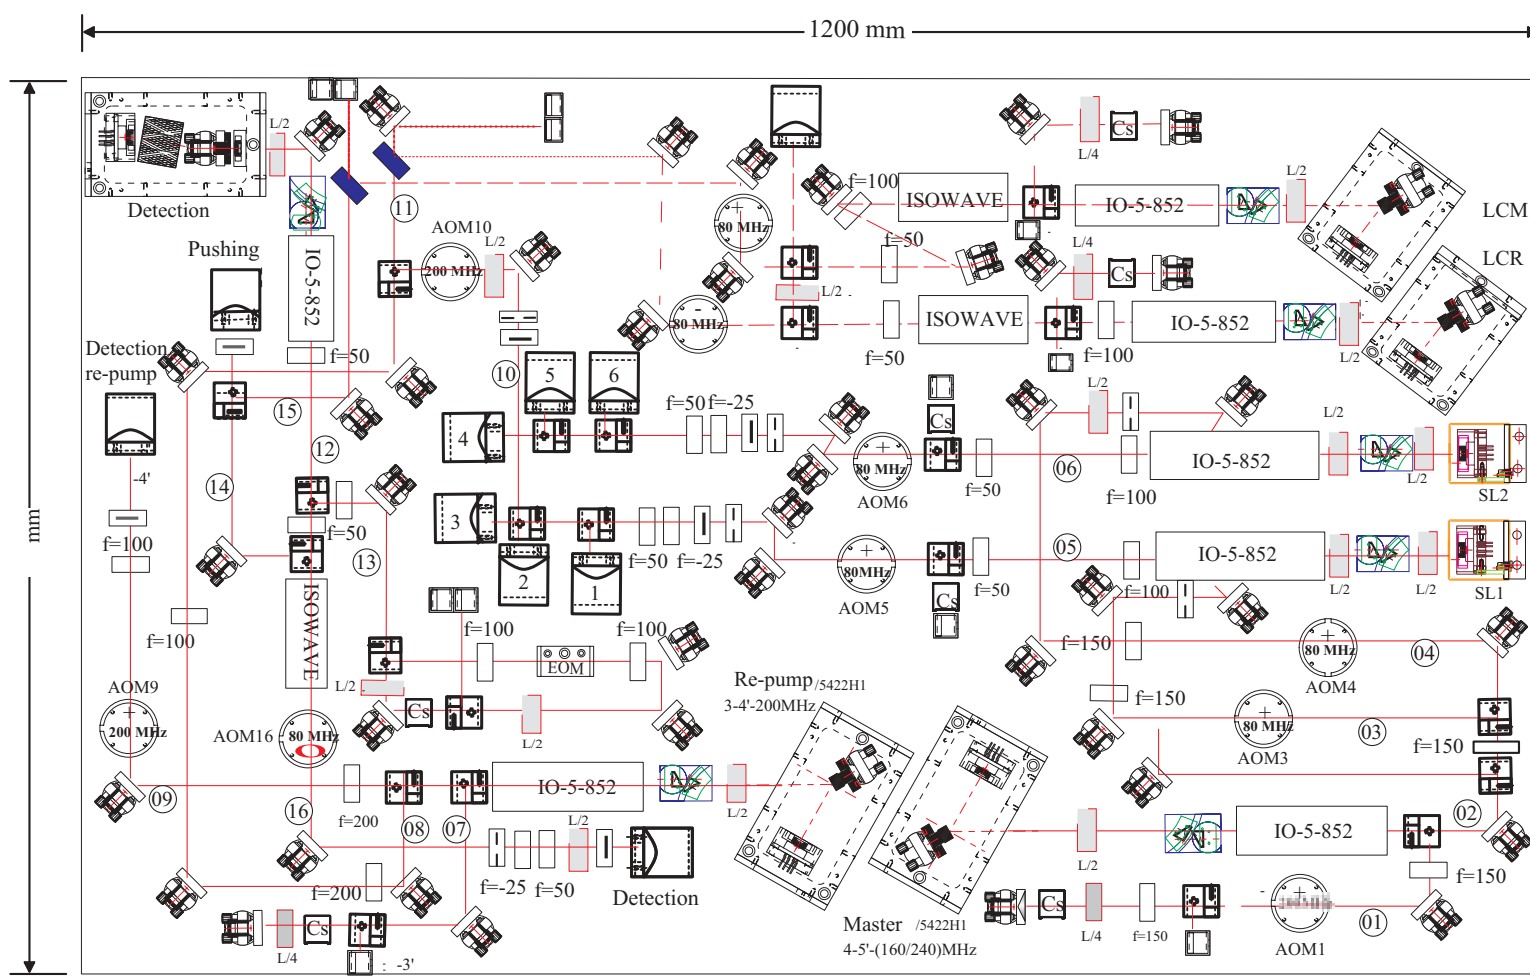 1200 mm
mm
L/2
Detection
Pushing
IO-5-852
f=50
Detection
re-pump
-4'
f=100
f=100
AOM9
200 MHz
09
14
15
12
11
AOM10
200 MHz
L/2
10
5
6
4
3
2
1
f=50
f=-25
f=50
f=-25
f=50
13
ISOWAVE
L/2
Cs
f=100
EOM
f=100
L/2
AOM16
80 MHz
16
f=200
08
07
IO-5-852
L/2
f=200
f=-25
f=50
L/2
Detection
L/4
Cs
: -3'
Re-pump/5422H1
3-4'-200MHz
Master /5422H1
4-5'-(160/240)MHz
80 MHz
80 MHz
f=100
ISOWAVE
IO-5-852
L/2
LCM
L/4
Cs
f=50
L/4
Cs
LCR
L/2
f=50
ISOWAVE
f=100
IO-5-852
L/2
80 MHz
AOM6
Cs
f=50
06
L/2
f=100
IO-5-852
L/2
L/2
SL2
80MHz
AOM5
Cs
f=50
05
f=100
IO-5-852
L/2
L/2
SL1
f=150
80 MHz
AOM4
04
f=150
80 MHz
AOM3
03
f=150
02
IO-5-852
L/2
f=150
Cs
L/4
f=150
AOM1
01